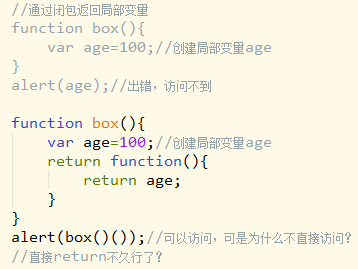 //通过闭包返回局部变量
function box(){
    var age=100;//创建局部变量age
}
alert(age);//出错，访问不到

function box(){
    var age=100;//创建局部变量age
    return function(){
        return age;
    }
}
alert(box()());//可以访问，可是为什么不直接访问?
//直接return不久行了?